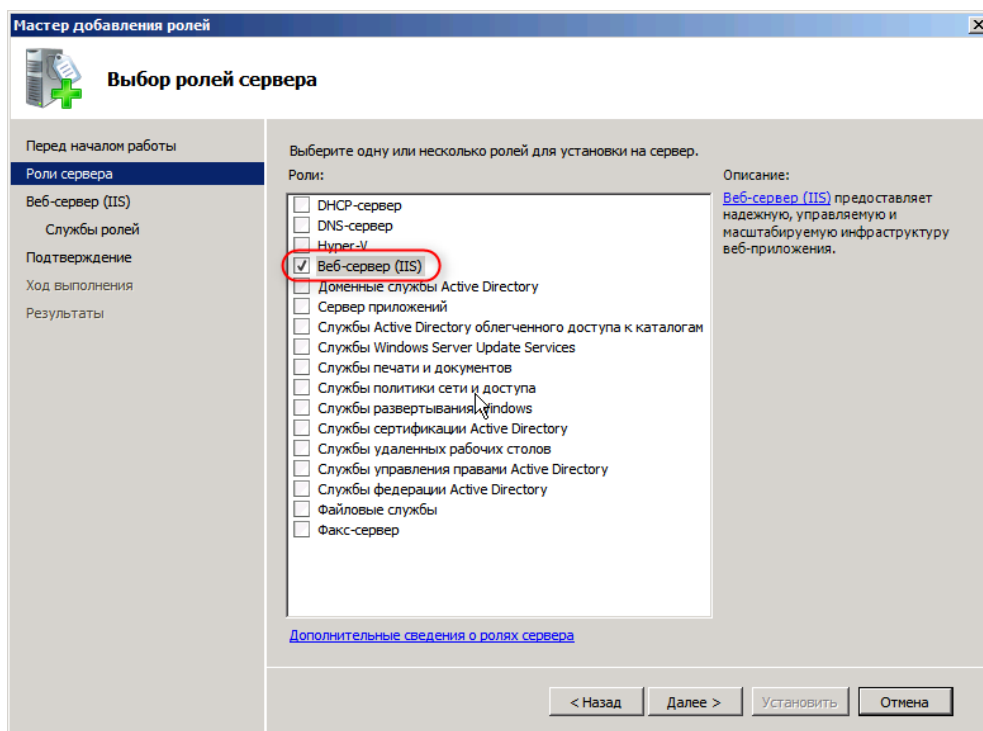 Мастер добавления ролей
Выбор ролей сервера
Перед началом работы
Роли сервера
Веб-сервер (IIS)
Службы ролей
Подтверждение
Ход выполнения
Результаты
Выберите одну или несколько ролей для установки на сервер.
Роли:
DHCP-сервер
DNS-сервер
Hyper-V
Веб-сервер (IIS)
Доменные службы Active Directory
Сервер приложений
Службы Active Directory облегченного доступа к каталогам
Службы Windows Server Update Services
Службы печати и документов
Службы политики сети и доступа
Службы развертывания Windows
Службы сертификации Active Directory
Службы удаленных рабочих столов
Службы управления правами Active Directory
Службы федерации Active Directory
Файловые службы
Факс-сервер
Дополнительные сведения о ролях сервера
Описание:
Веб-сервер (IIS) предоставляет
надежную, управляемую и
масштабируемую инфраструктуру
веб-приложения.
< Назад
Далее >
Установить
Отмена